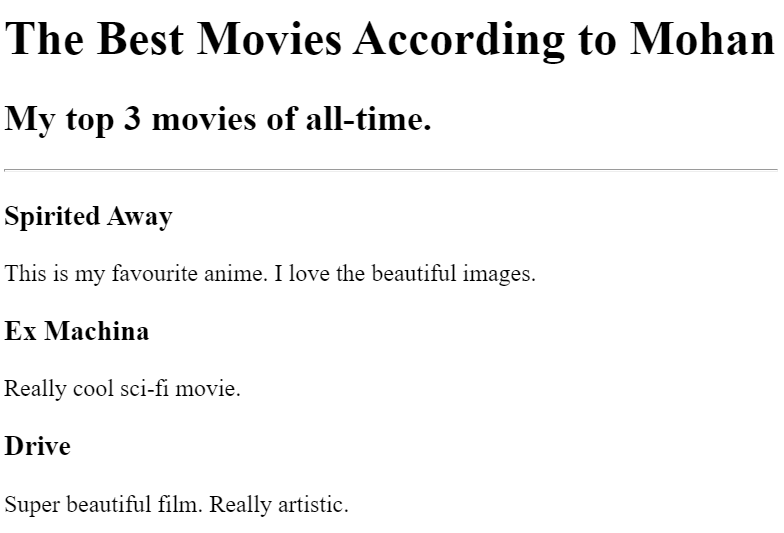 The Best Movies According to Mohan
My top 3 movies of all-time.
Spirited Away
This is my favourite anime. I love the beautiful images.
Ex Machina
Really cool sci-fi movie.
Drive
Super beautiful film. Really artistic.